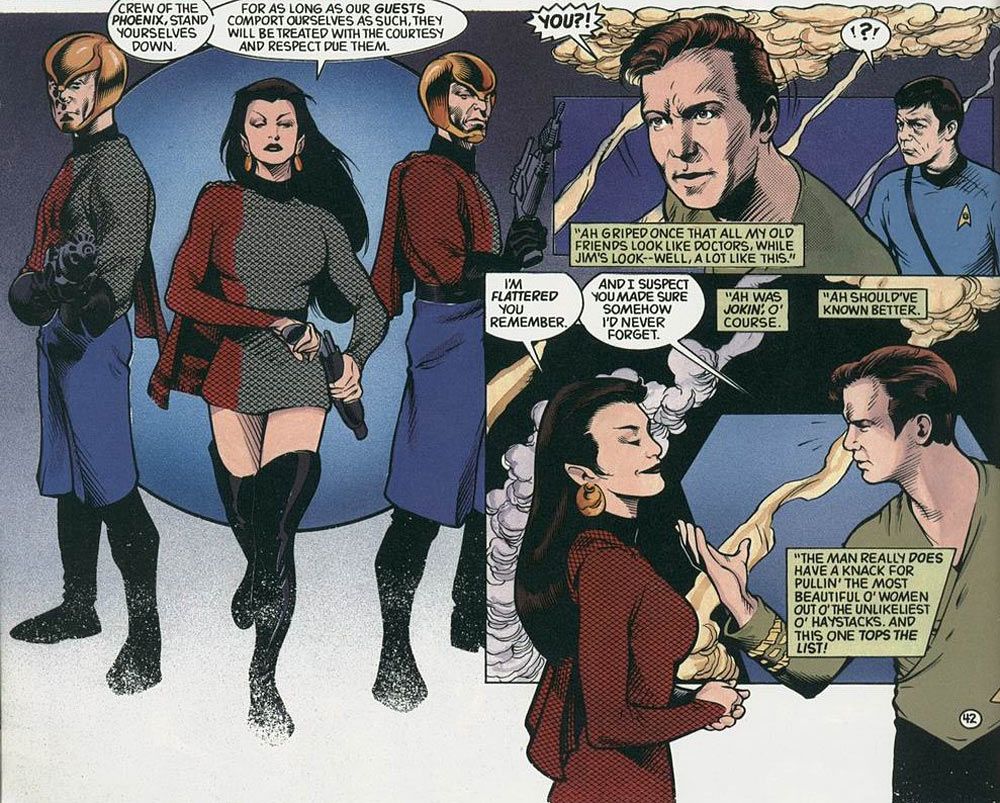 CREW OF THE
PHOENIX, STAND
YOURSELVES
DOWN.
FOR AS LONG AS OUR GUESTS
COMPORT OURSELVES AS SUCH, THEY
WILL BE TREATED WITH THE COURTESY
AND RESPECT DUE THEM.
YOU?!
!?!
"AH GRIPED ONCE THAT ALL MY OLD
FRIENDS LOOK LIKE DOCTORS, WHILE
JIM'S LOOK--WELL, A LOT LIKE THIS."
I'M
FLATTERED
YOU
REMEMBER.
AND I SUSPECT
YOU MADE SURE
SOMEHOW
I'D NEVER
FORGET.
"AH WAS
JOKIN', O'
COURSE.
"AH SHOULD'VE
KNOWN BETTER.
"THE MAN REALLY DOES
HAVE A KNACK FOR
PULLIN' THE MOST
BEAUTIFUL O' WOMEN
OUT O' THE UNLIKELIEST
O' HAYSTACKS. AND
THIS ONE TOPS THE
LIST!
42